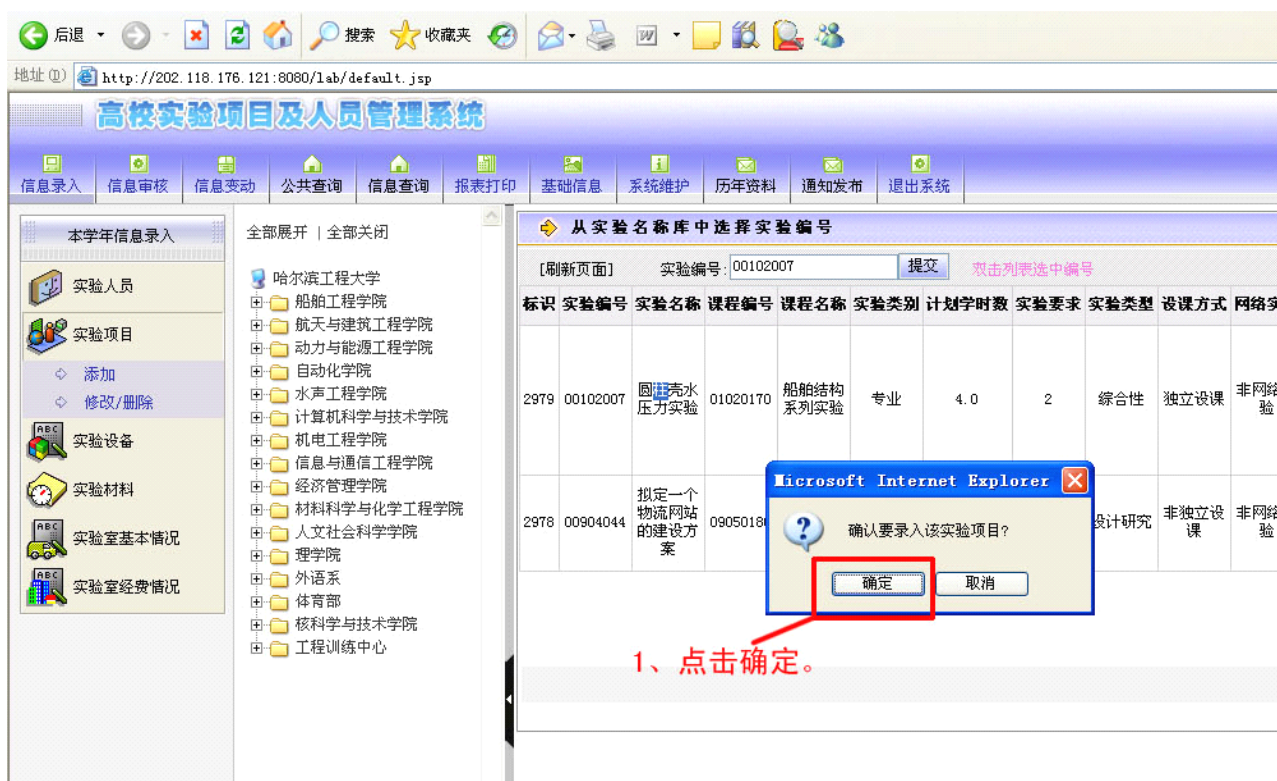 后退 搜索 收藏夹
地址(D) http://202.118.176.121:8080/lab/default.jsp
高校实验项目及人员管理系统
信息录入 信息审核 信息变动 公共查询 信息查询 报表打印 基础信息 系统维护 历年资料 通知发布 退出系统
本学年信息录入
实验人员
实验项目
添加
修改/删除
实验设备
实验材料
实验室基本情况
实验室经费情况
全部展开 | 全部关闭
哈尔滨工程大学
船舶工程学院
航天与建筑工程学院
动力与能源工程学院
自动化学院
水声工程学院
计算机科学与技术学院
机电工程学院
信息与通信工程学院
经济管理学院
材料科学与化学工程学院
人文社会科学学院
理学院
外语系
体育部
核科学与技术学院
工程训练中心
从实验名称库中选择实验编号
[刷新页面] 实验编号: 00102007 提交 双击列表选中编号
标识 实验编号 实验名称 课程编号 课程名称 实验类别 计划学时数 实验要求 实验类型 设课方式 网络实
2979 00102007 圆柱壳水压力实验 01020170 船舶结构系列实验 专业 4.0 2 综合性 独立设课 非网络验
2978 00904044 拟定一个物流网站的建设方案 0905018 设计研究 非独立设课 非网络验
Microsoft Internet Explorer
确认要录入该实验项目?
确定 取消
1、点击确定。